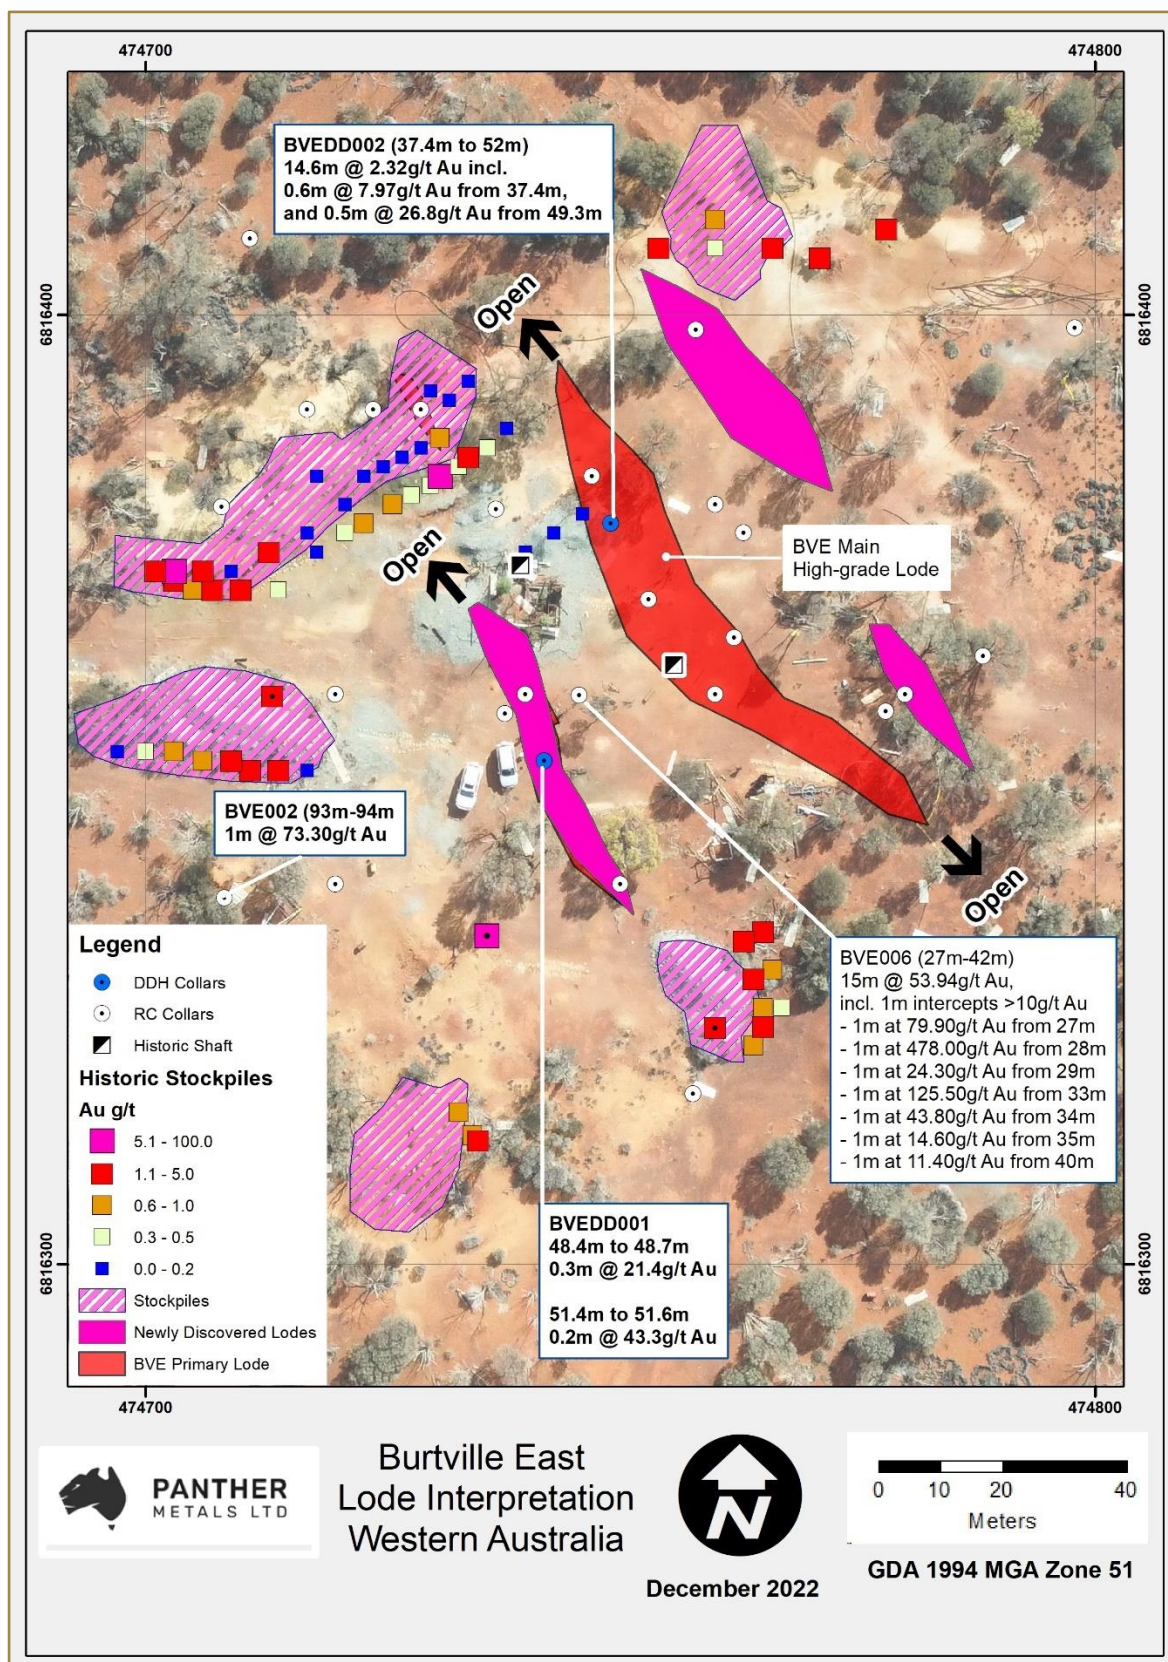 474700
474800
BVEDD002 (37.4m to 52m)
14.6m @ 2.32g/t Au incl.
0.6m @ 7.97g/t Au from 37.4m,
and 0.5m @ 26.8g/t Au from 49.3m
Open
6816400
6816400
Open
BVE Main
High-grade Lode
BVE002 (93m-94m
1m @ 73.30g/t Au
Open
BVE006 (27m-42m)
15m @ 53.94g/t Au,
incl. 1m intercepts >10g/t Au
- 1m at 79.90g/t Au from 27m
- 1m at 478.00g/t Au from 28m
- 1m at 24.30g/t Au from 29m
- 1m at 125.50g/t Au from 33m
- 1m at 43.80g/t Au from 34m
- 1m at 14.60g/t Au from 35m
- 1m at 11.40g/t Au from 40m
Legend
DDH Collars
RC Collars
Historic Shaft
Historic Stockpiles
Au g/t
5.1 - 100.0
1.1 - 5.0
0.6 - 1.0
0.3 - 0.5
0.0 - 0.2
Stockpiles
Newly Discovered Lodes
BVE Primary Lode
BVEDD001
48.4m to 48.7m
0.3m @ 21.4g/t Au
51.4m to 51.6m
0.2m @ 43.3g/t Au
6816300
6816300
474700
474800
PANTHER
METALS LTD
Burtville East
Lode Interpretation
Western Australia
N
December 2022
0 10 20 40
Meters
GDA 1994 MGA Zone 51